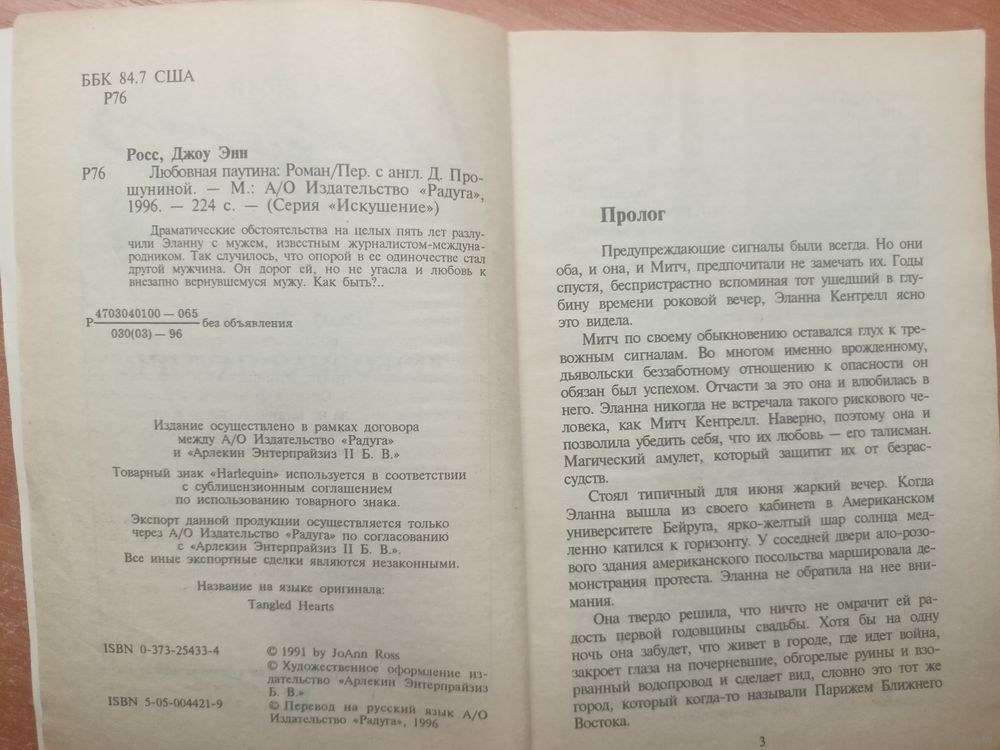 ББК 84.7 США
Р76
Росс, Джоу Энн
Р76 Любовная паутина: Роман/Пер. с англ. Д. Про-
шуниной. — М.: А/О Издательство «Радуга»,
1996. — 224 с. — (Серия «Искушение»)
Драматические обстоятельства на целых пять лет разлу-
чили Эланну с мужем, известным журналистом-междуна-
родником. Так случилось, что опорой в ее одиночестве стал
другой мужчина. Он дорог ей, но не угасла и любовь к
внезапно вернувшемуся мужу. Как быть?..
4703040100 — 065
Р без объявления
030(03) — 96
Издание осуществлено в рамках договора
между А/О Издательство «Радуга»
и «Арлекин Энтерпрайзиз II Б. В.»
Товарный знак «Harlequin» используется в соответствии
с сублицензионным соглашением
по использованию товарного знака.
Экспорт данной продукции осуществляется только
через А/О Издательство «Радуга» по согласованию
с «Арлекин Энтерпрайзиз II Б. В.».
Все иные экспортные сделки являются незаконными.
Название на языке оригинала:
Tangled Hearts
ISBN 0-373-25433-4
© 1991 by JoAnn Ross
© Художественное оформление из-
дательство «Арлекин Энтерпрайзиз
Б. В.»
ISBN 5-05-004421-9
© Перевод на русский язык А/О
Издательство «Радуга», 1996
Пролог
Предупреждающие сигналы были всегда. Но они
оба, и она, и Митч, предпочитали не замечать их. Годы
спустя, беспристрастно вспоминая тот ушедший в глу-
бину времени роковой вечер, Эланна Кентрелл ясно
это видела.
Митч по своему обыкновению оставался глух к тре-
вожным сигналам. Во многом именно врожденному,
дьявольски беззаботному отношению к опасности он
обязан был успехом. Отчасти за это она и влюбилась в
него. Эланна никогда не встречала такого рискового че-
ловека, как Митч Кентрелл. Наверно, поэтому она и
позволила убедить себя, что их любовь — его талисман.
Магический амулет, который защитит их от безрас-
судств.
Стоял типичный для июня жаркий вечер. Когда
Эланна вышла из своего кабинета в Американском
университете Бейрута, ярко-желтый шар солнца мед-
ленно катился к горизонту. У соседней двери ало-розо-
вого здания американского посольства маршировала де-
монстрация протеста. Эланна не обратила на нее вни-
мания.
Она твердо решила, что ничто не омрачит ей ра-
дость первой годовщины свадьбы. Хотя бы на одну
ночь она забудет, что живет в городе, где идет война,
закроет глаза на почерневшие, обгорелые руины и взо-
рванный водопровод и сделает вид, словно это тот же
город, который когда-то называли Парижем Ближнего
Востока.
3